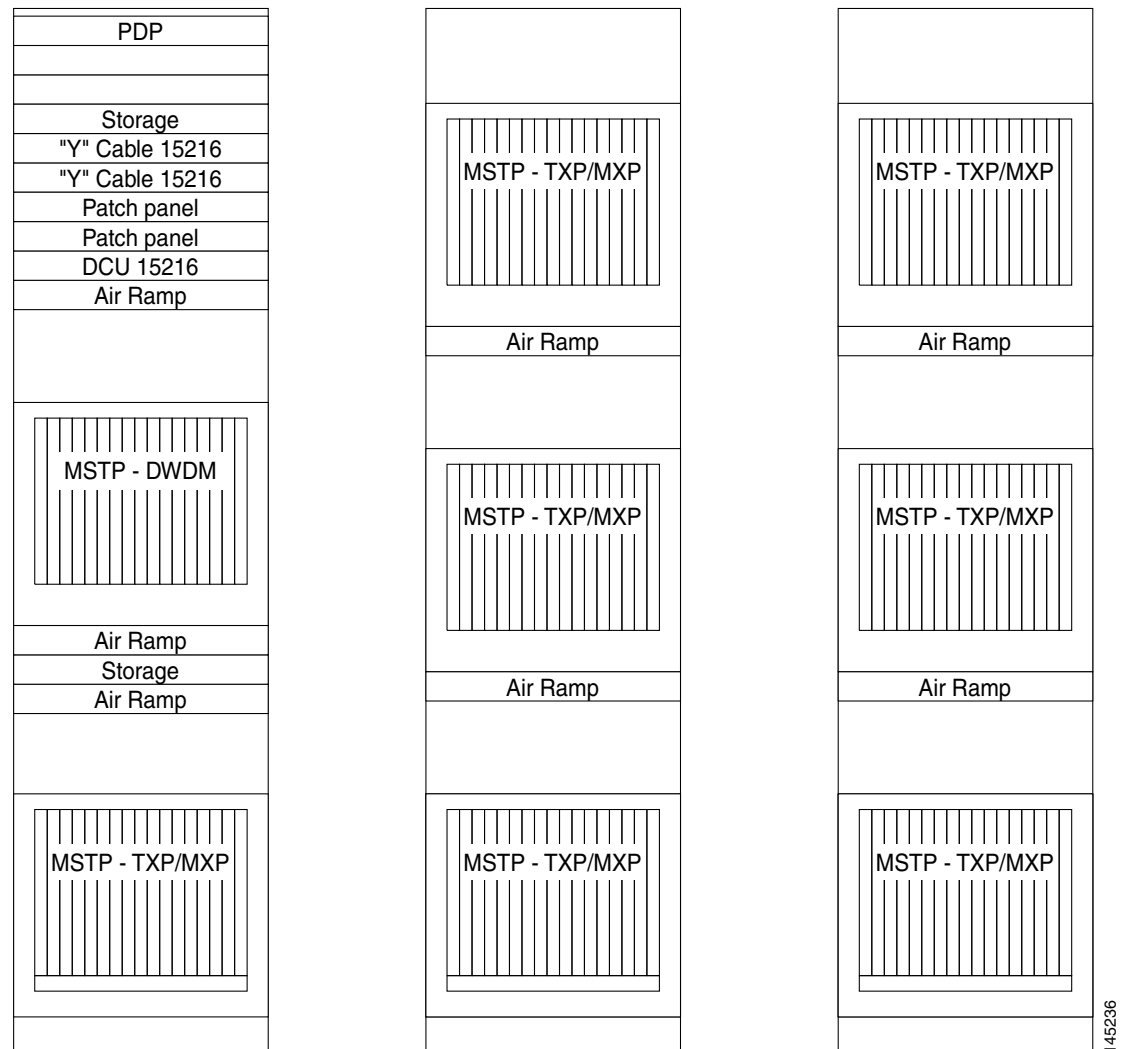 PDP
Storage
"Y" Cable 15216
"Y" Cable 15216
Patch panel
Patch panel
DCU 15216
Air Ramp
MSTP - DWDM
Air Ramp
Storage
Air Ramp
MSTP - TXP/MXP
MSTP - TXP/MXP
Air Ramp
MSTP - TXP/MXP
Air Ramp
MSTP - TXP/MXP
MSTP - TXP/MXP
Air Ramp
MSTP - TXP/MXP
Air Ramp
MSTP - TXP/MXP
145236